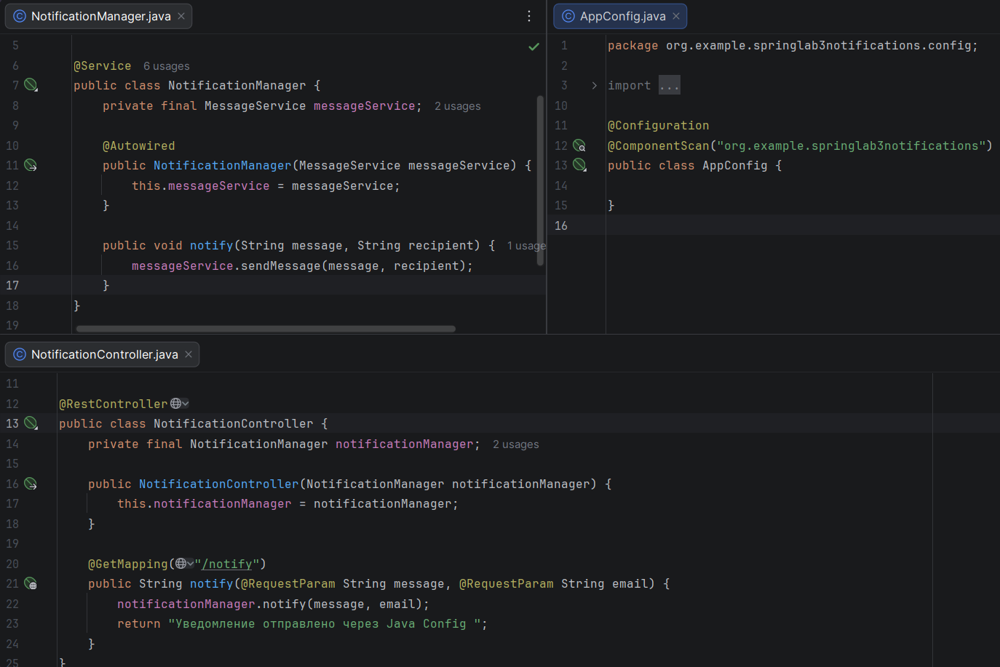 NotificationManager.java
5
6 @Service 6 usages
7 public class NotificationManager {
8 private final MessageService messageService; 2 usages
9
10 @Autowired
11 public NotificationManager(MessageService messageService) {
12 this.messageService = messageService;
13 }
14
15 public void notify(String message, String recipient) { 1 usage
16 messageService.sendMessage(message, recipient);
17 }
18 }
19
AppConfig.java
1 package org.example.springlab3notifications.config;
2
3 import ...
10
11 @Configuration
12 @ComponentScan("org.example.springlab3notifications")
13 public class AppConfig {
14
15 }
16
NotificationController.java
11
12 @RestController
13 public class NotificationController {
14 private final NotificationManager notificationManager; 2 usages
15
16 public NotificationController(NotificationManager notificationManager) {
17 this.notificationManager = notificationManager;
18 }
19
20 @GetMapping("/notify")
21 public String notify(@RequestParam String message, @RequestParam String email) {
22 notificationManager.notify(message, email);
23 return "Уведомление отправлено через Java Config ";
24 }
25 }